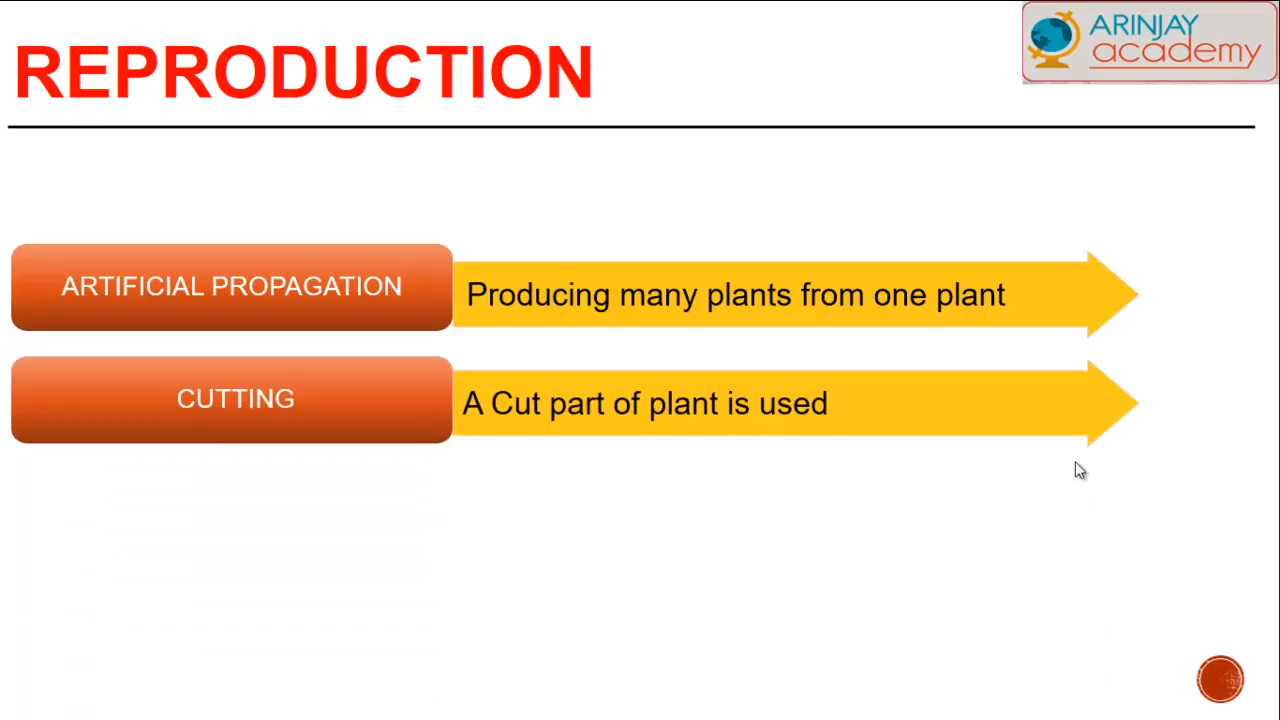 REPRODUCTION
ARINJAY
academy
ARTIFICIAL PROPAGATION
Producing many plants from one plant
CUTTING
A Cut part of plant is used